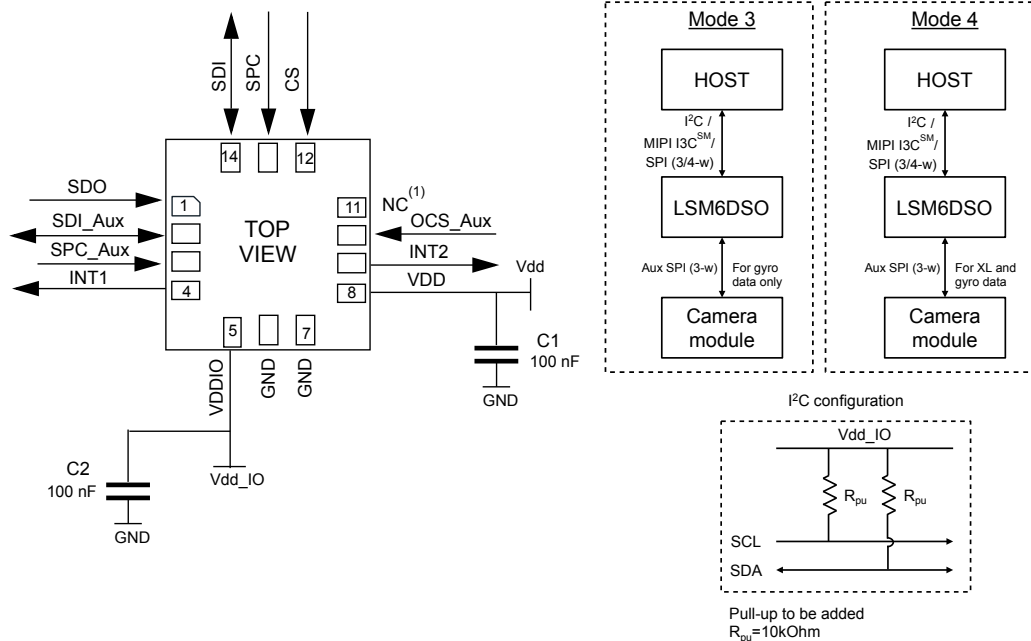 SDI
SPC
CS
14
12
SDO
SDI_Aux
SPC_Aux
INT1
1
4
TOP
VIEW
11
8
NC(1)
OCS_Aux
INT2
VDD
Vdd
C1
100 nF
GND
5
7
VDDIO
GND
GND
Vdd_IO
C2
100 nF
GND
Mode 3
HOST
I2C /
MIPI I3CSM/
SPI (3/4-w)
LSM6DSO
Aux SPI (3-w)
For gyro
data only
Camera
module
Mode 4
HOST
I2C /
MIPI I3CSM/
SPI (3/4-w)
LSM6DSO
Aux SPI (3-w)
For XL and
gyro data
Camera
module
I2C configuration
Vdd_IO
Rpu
Rpu
SCL
SDA
Pull-up to be added
Rpu=10kOhm